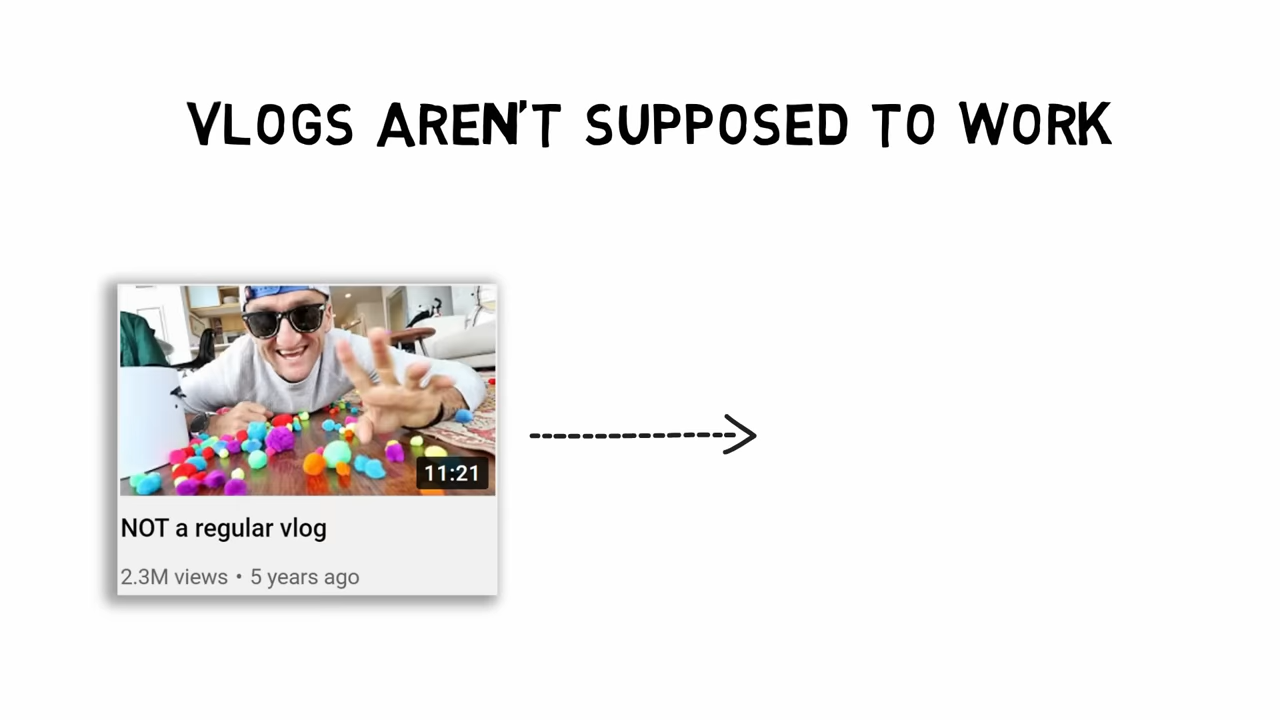 VLOGS AREN'T SUPPOSED TO WORK
11:21
NOT a regular vlog
2.3M views • 5 years ago